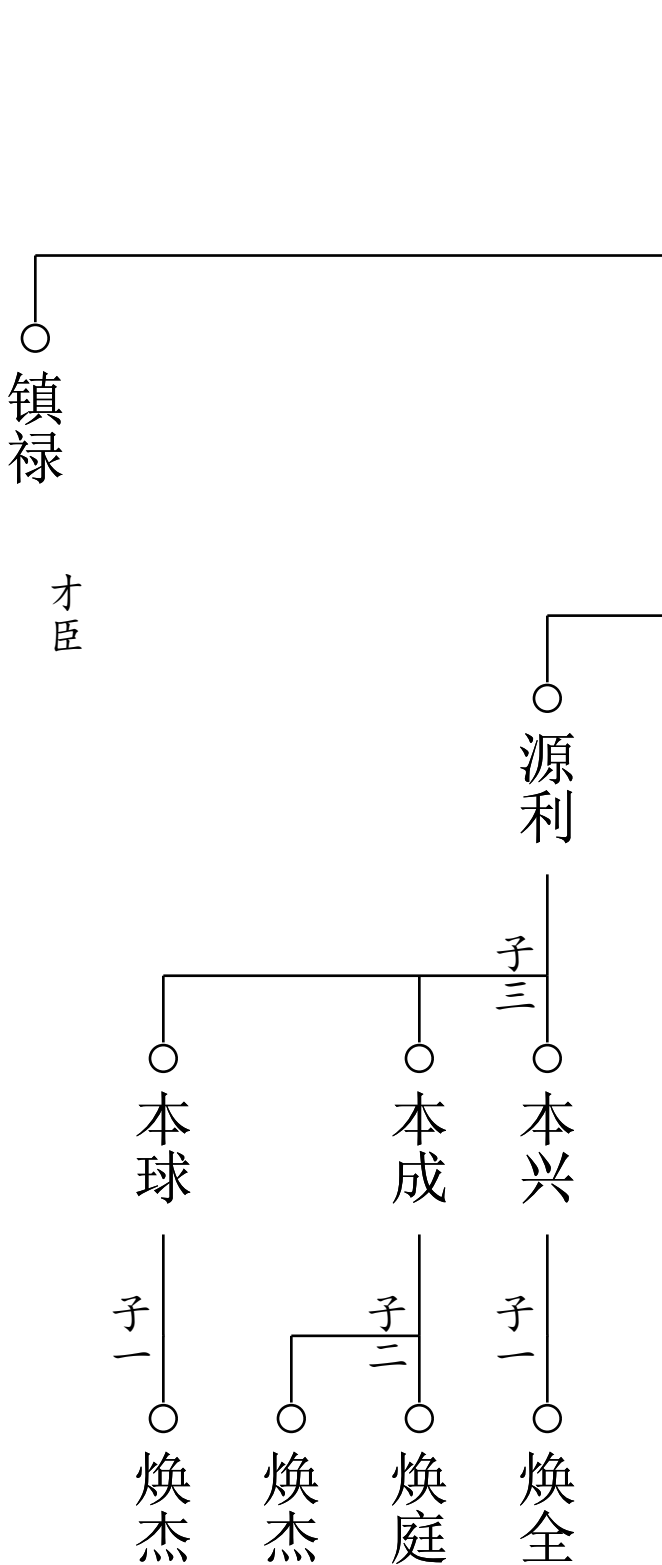 镇禄
才臣
源利
子三
本兴
本成
本球
子一
子二
子一
焕全
焕庭
焕杰
焕杰